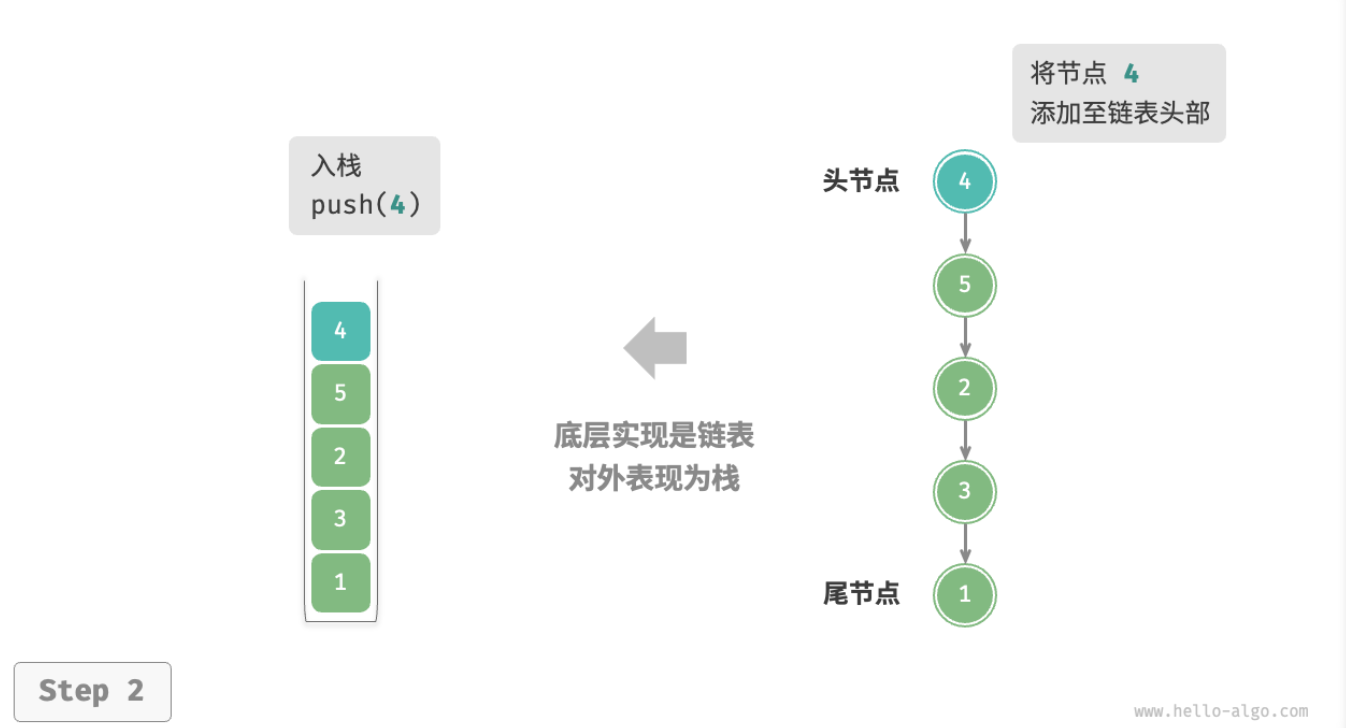 将节点 4
添加至链表头部
入栈
push(4)
头节点
4
5
2
3
1
尾节点
4
5
2
3
1
底层实现是链表
对外表现为栈
Step 2
www.hello-algo.com